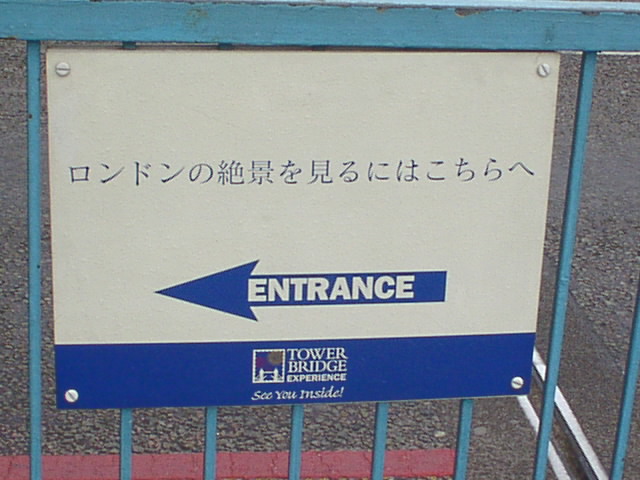 ロンドンの絶景を見るにはこちらへ
ENTRANCE
TOWER
BRIDGE
EXPERIENCE
See You Inside!